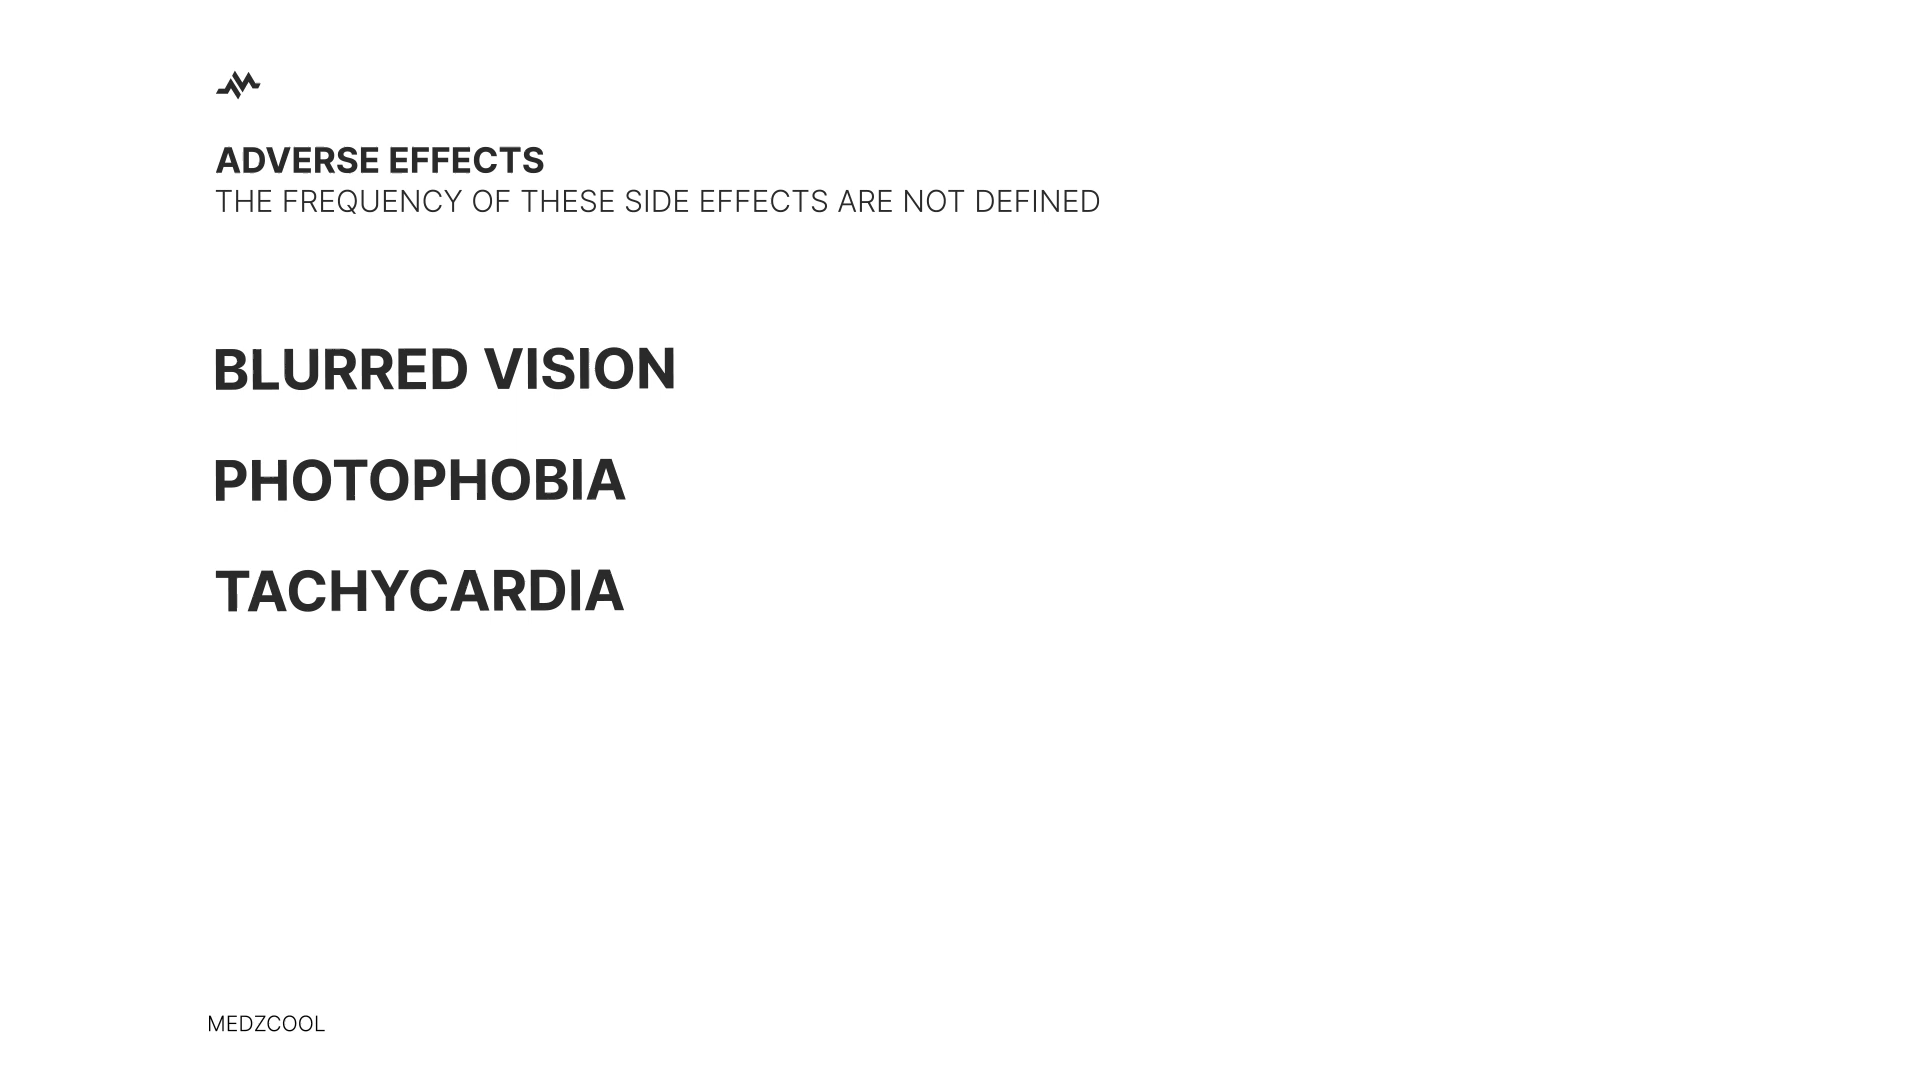 ADVERSE EFFECTS
THE FREQUENCY OF THESE SIDE EFFECTS ARE NOT DEFINED
BLURRED VISION
PHOTOPHOBIA
TACHYCARDIA
MEDZCOOL